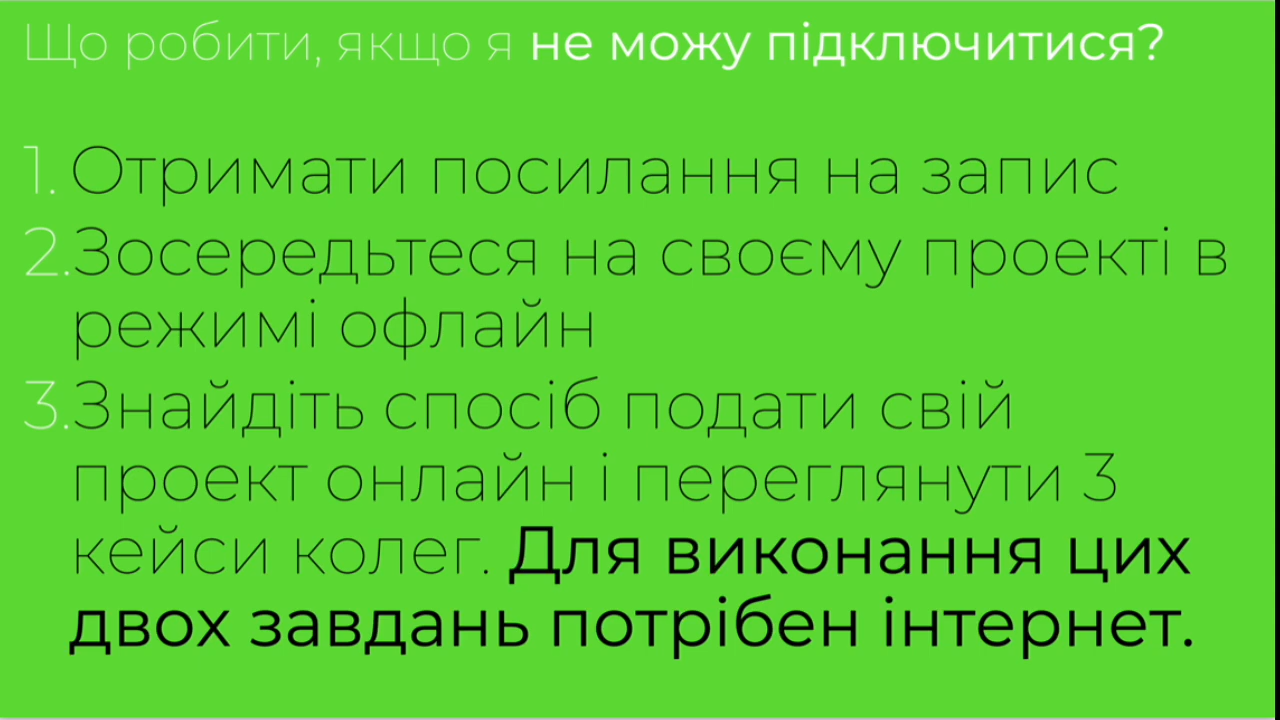 Що робити, якщо я не можу підключитися?
1. Отримати посилання на запис
2. Зосередьтеся на своєму проекті в
режимі офлайн
3. Знайдіть спосіб подати свій
проект онлайн і переглянути 3
кейси колег. Для виконання цих
двох завдань потрібен інтернет.